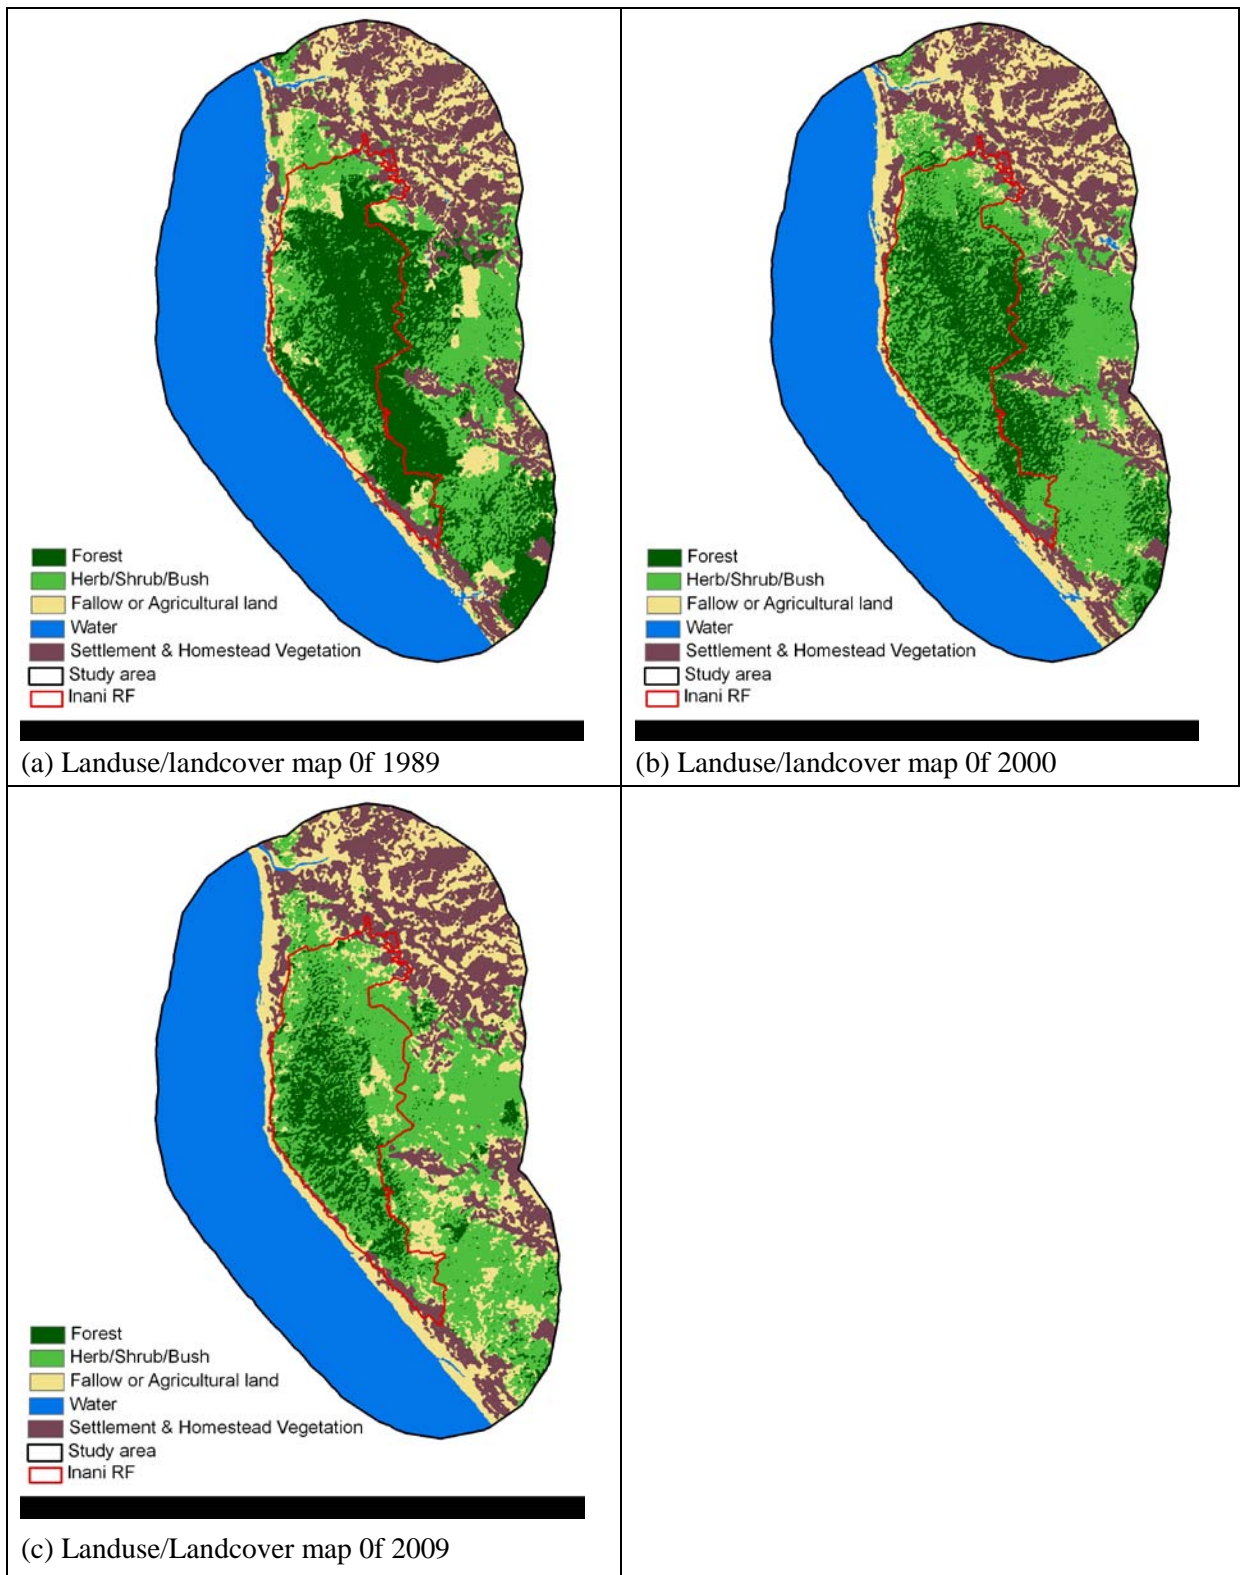 Forest
Herb/Shrub/Bush
Fallow or Agricultural land
Water
Settlement & Homestead Vegetation
Study area
Inani RF
(a) Landuse/landcover map 0f 1989
Forest
Herb/Shrub/Bush
Fallow or Agricultural land
Water
Settlement & Homestead Vegetation
Study area
Inani RF
(b) Landuse/landcover map 0f 2000
Forest
Herb/Shrub/Bush
Fallow or Agricultural land
Water
Settlement & Homestead Vegetation
Study area
Inani RF
(c) Landuse/Landcover map 0f 2009